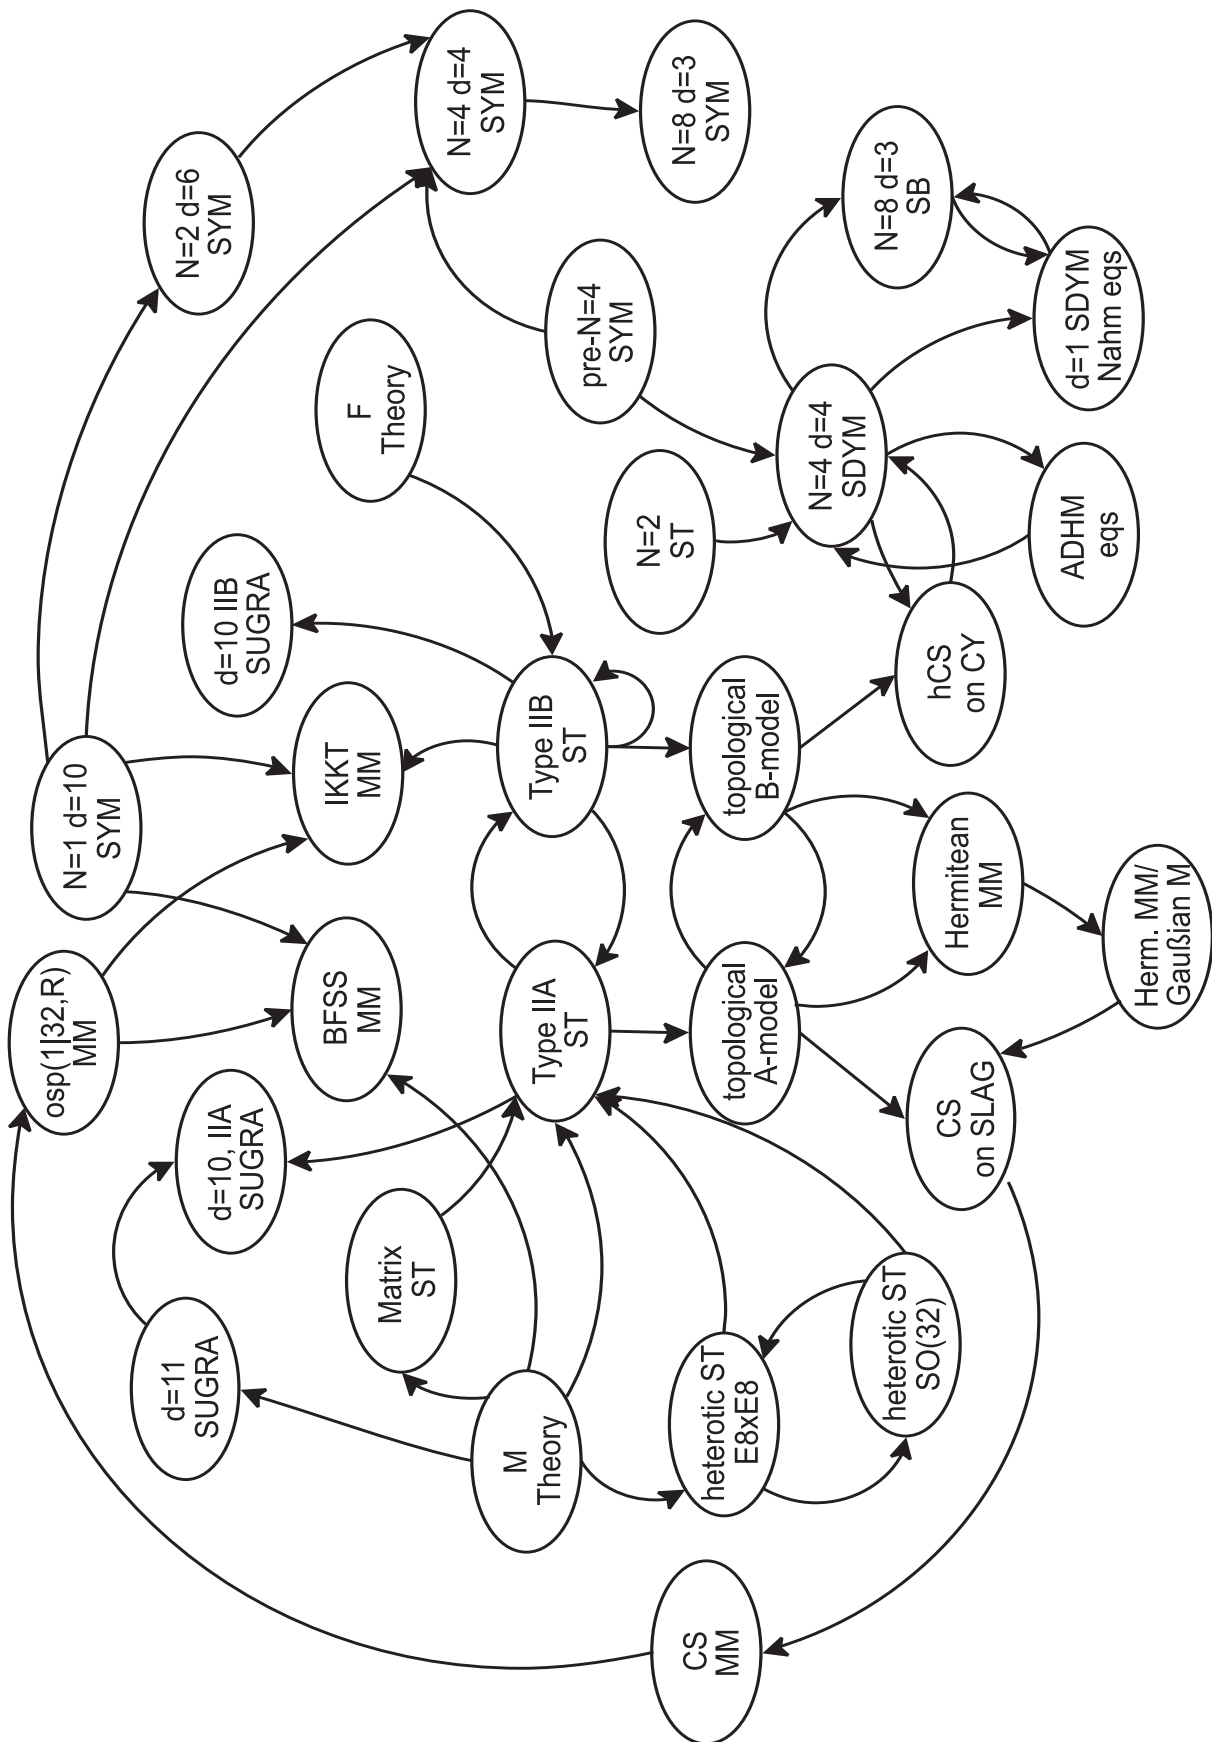 osp(1|32,R)
MM
N=1 d=10
SYM
d=11
SUGRA
d=10, IIA
SUGRA
d=10 IIB
SUGRA
N=2 d=6
SYM
BFSS
MM
IKKT
MM
F
Theory
N=4 d=4
SYM
Matrix
ST
M
Theory
Type IIA
ST
Type IIB
ST
pre-N=4
SYM
N=8 d=3
SYM
CS
MM
heterotic ST
E8xE8
topological
A-model
topological
B-model
N=2
ST
N=4 d=4
SDYM
N=8 d=3
SB
heterotic ST
SO(32)
CS
on SLAG
Hermitean
MM
hCS
on CY
ADHM
eqs
d=1 SDYM
Nahm eqs
Herm. MM/
Gaußian M